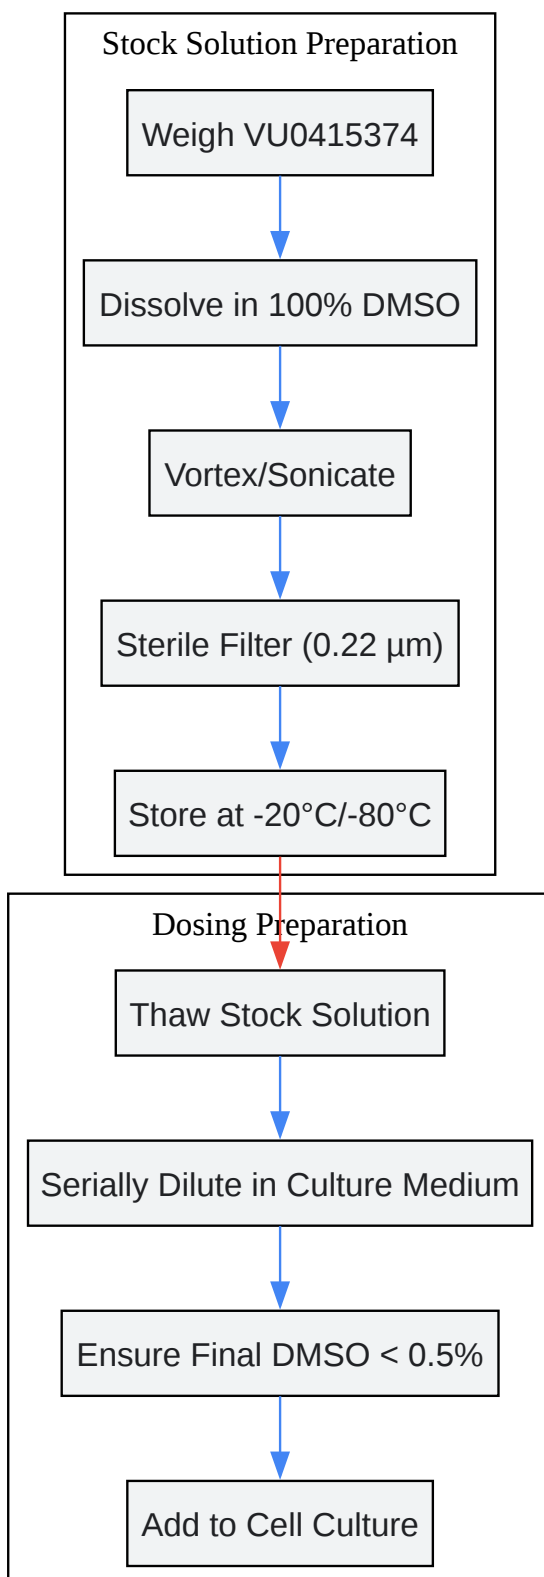 Stock Solution Preparation
Weigh VU0415374
Dissolve in 100% DMSO
Vortex/Sonicate
Sterile Filter (0.22 µm)
Store at -20°C/-80°C
Dosing Preparation
Thaw Stock Solution
Serially Dilute in Culture Medium
Ensure Final DMSO < 0.5%
Add to Cell Culture